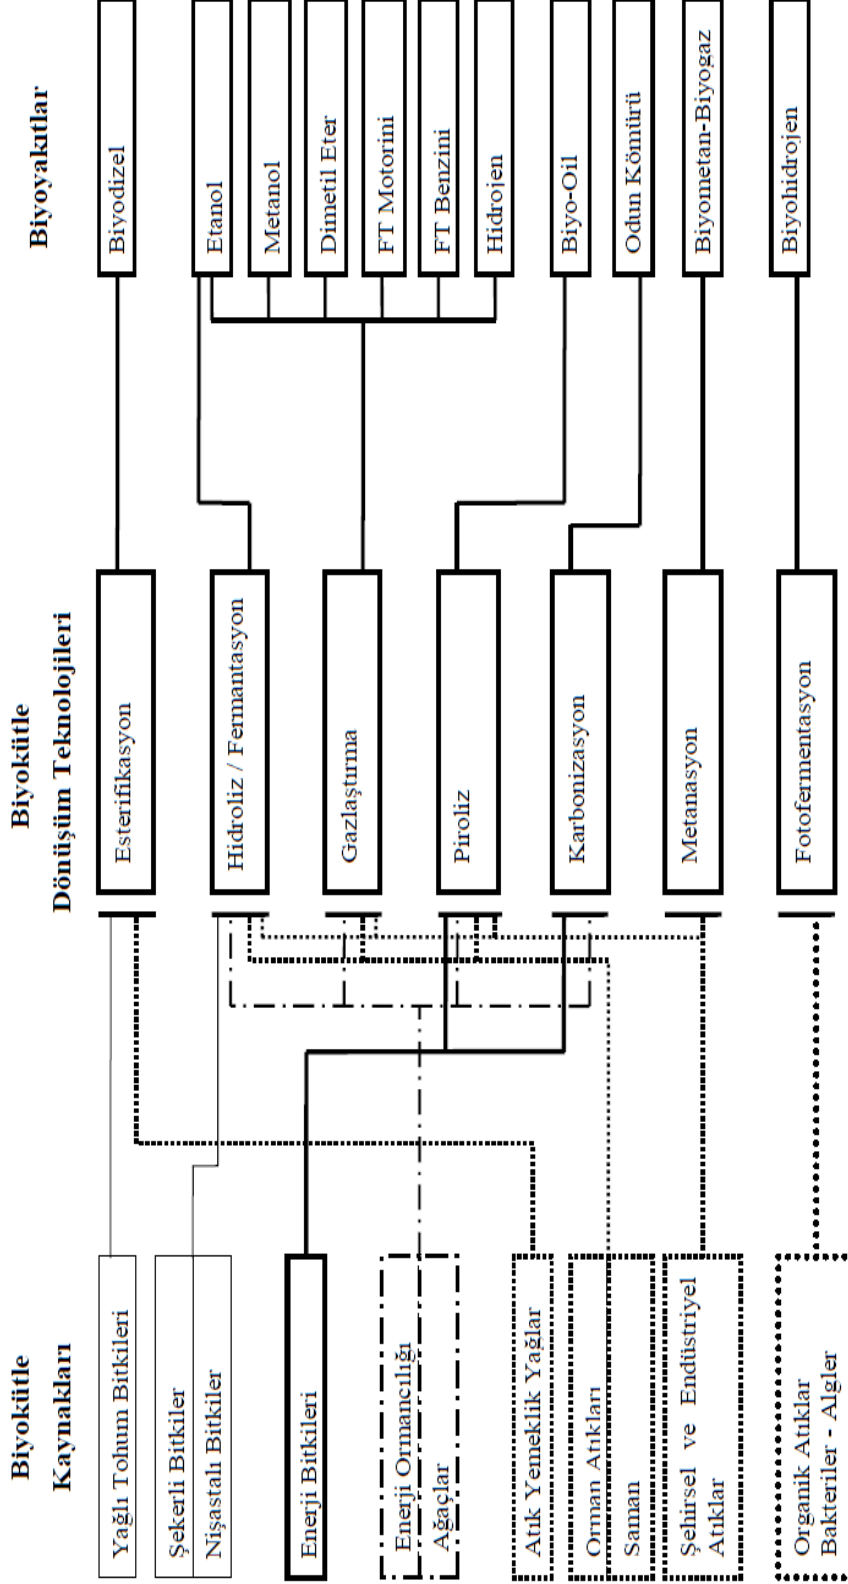 Biyokütle
Kaynakları
Yağlı Tohum Bitkileri
Şekerli Bitkiler
Nişastalı Bitkiler
Enerji Bitkileri
Enerji Ormancılığı
Ağaçlar
Atık Yemeklik Yağlar
Orman Atıkları
Saman
Şehirsel ve Endüstriyel
Atıklar
Organik Atıklar
Bakteriler - Algler
Biyokütle
Dönüşüm Teknolojileri
Esterifikasyon
Hidroliz / Fermantasyon
Gazlaştırma
Piroliz
Karbonizasyon
Metanasyon
Fotofermentasyon
Biyoyakıtlar
Biyodizel
Etanol
Metanol
Dimetil Eter
FT Motorini
FT Benzini
Hidrojen
Biyo-Oil
Odun Kömürü
Biyometan-Biyogaz
Biyohidrojen